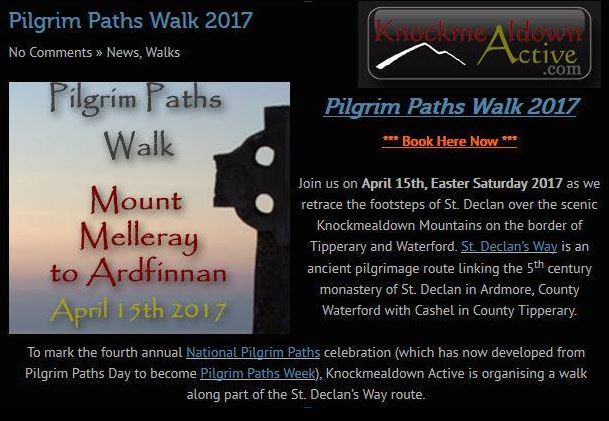 Pilgrim Paths Walk 2017
No Comments » News, Walks
Pilgrim Paths
Walk
Mount
Melleray
to Ardfinnan
April 15th 2017
Knockmealdown
Active
.com
Pilgrim Paths Walk 2017
*** Book Here Now ***
Join us on April 15th, Easter Saturday 2017 as we
retrace the footsteps of St. Declan over the scenic
Knockmealdown Mountains on the border of
Tipperary and Waterford. St. Declan's Way is an
ancient pilgrimage route linking the 5th century
monastery of St. Declan in Ardmore, County
Waterford with Cashel in County Tipperary.
To mark the fourth annual National Pilgrim Paths celebration (which has now developed from
Pilgrim Paths Day to become Pilgrim Paths Week), Knockmealdown Active is organising a walk
along part of the St. Declan's Way route.